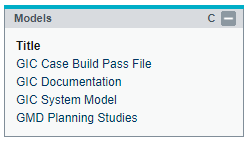 Models C
Title
GIC Case Build Pass File
GIC Documentation
GIC System Model
GMD Planning Studies